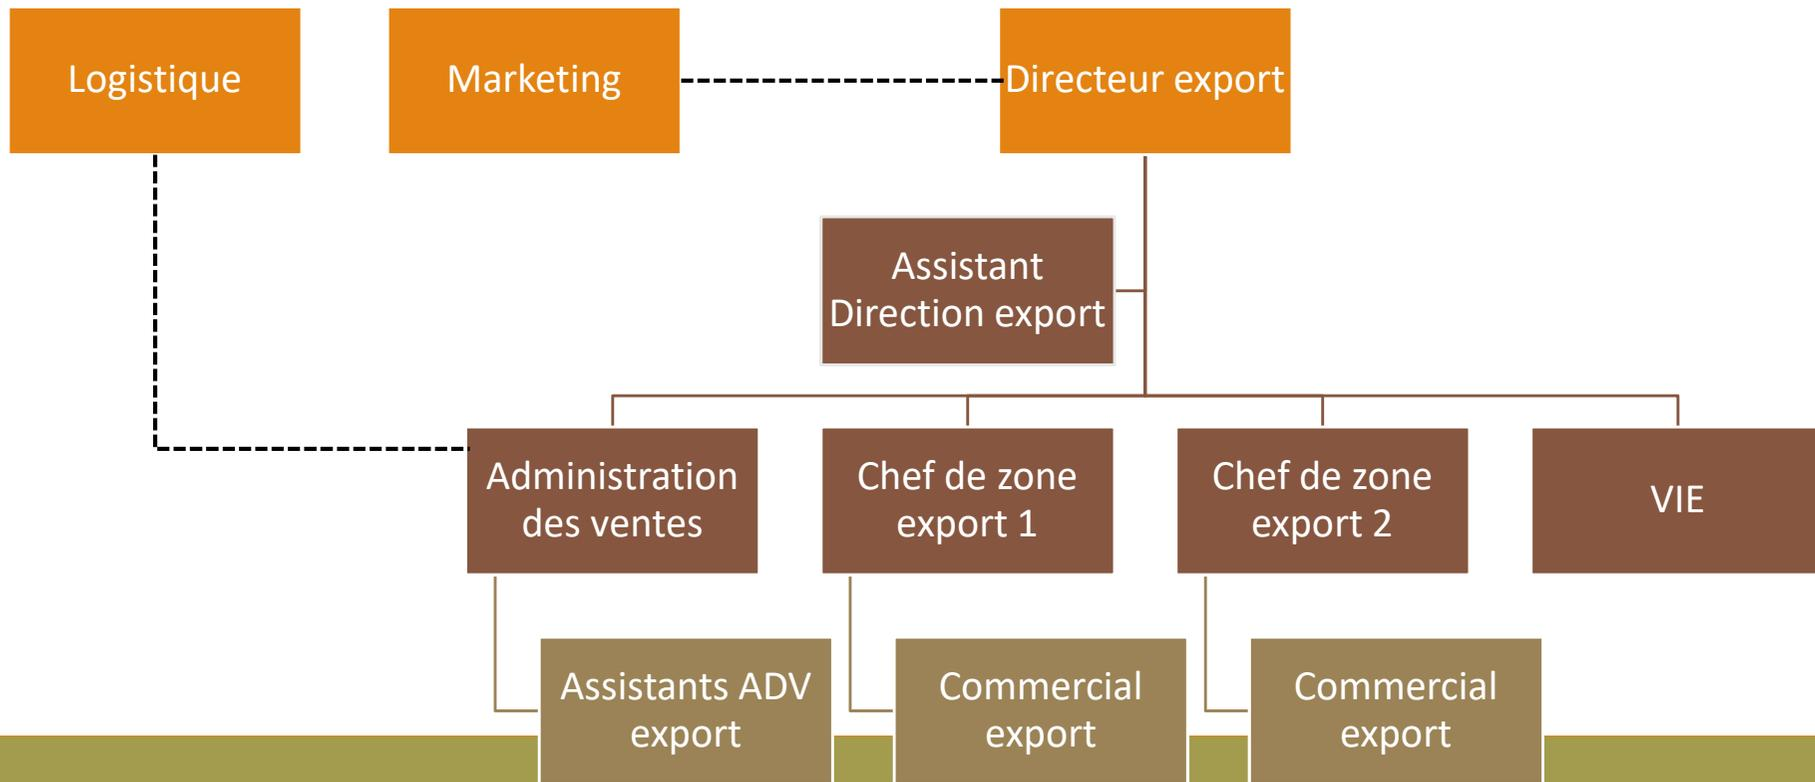 Logistique
Marketing
Directeur export
Assistant
Direction export
Administration
des ventes
Chef de zone
export 1
Chef de zone
export 2
VIE
Assistants ADV
export
Commercial
export
Commercial
export